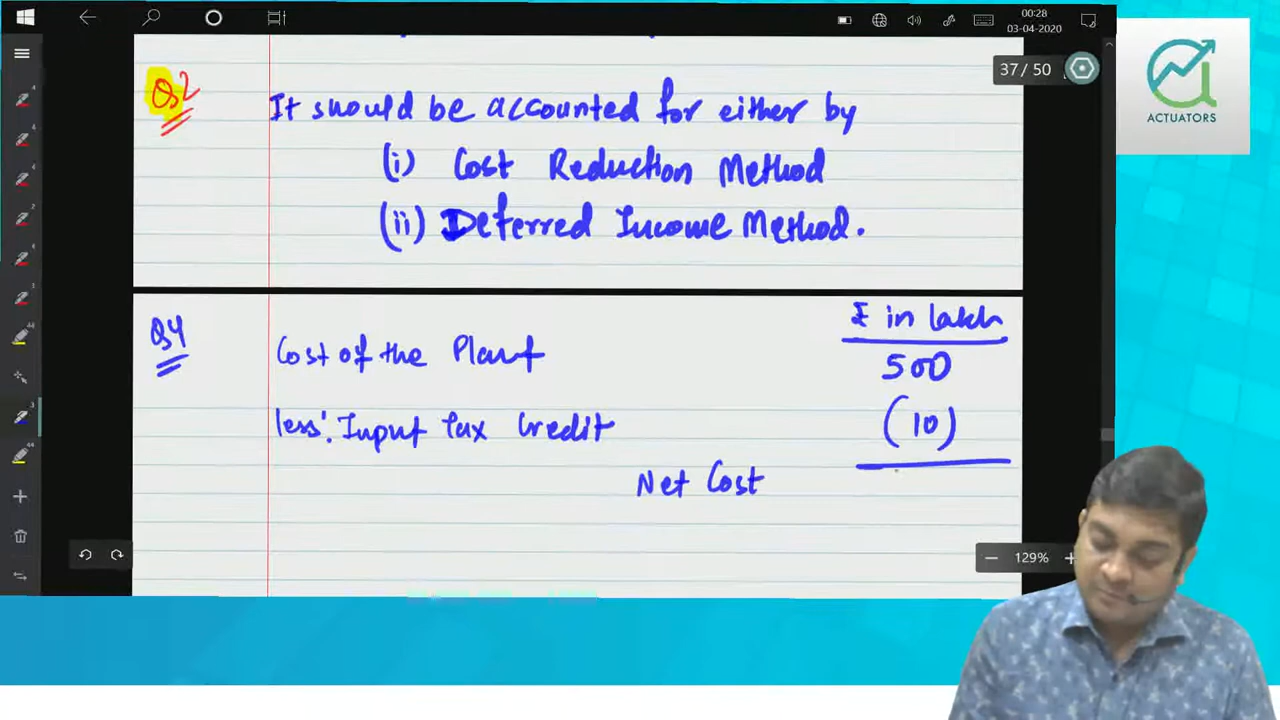 00:28
03-04-2020
37 / 50
ACTUATORS
Q2
It should be accounted for either by
(i) Cost Reduction Method
(ii) Deferred Income Method.
Q4
₹ in lakh
Cost of the Plant 500
less: Input Tax Credit (10)
Net Cost
129%